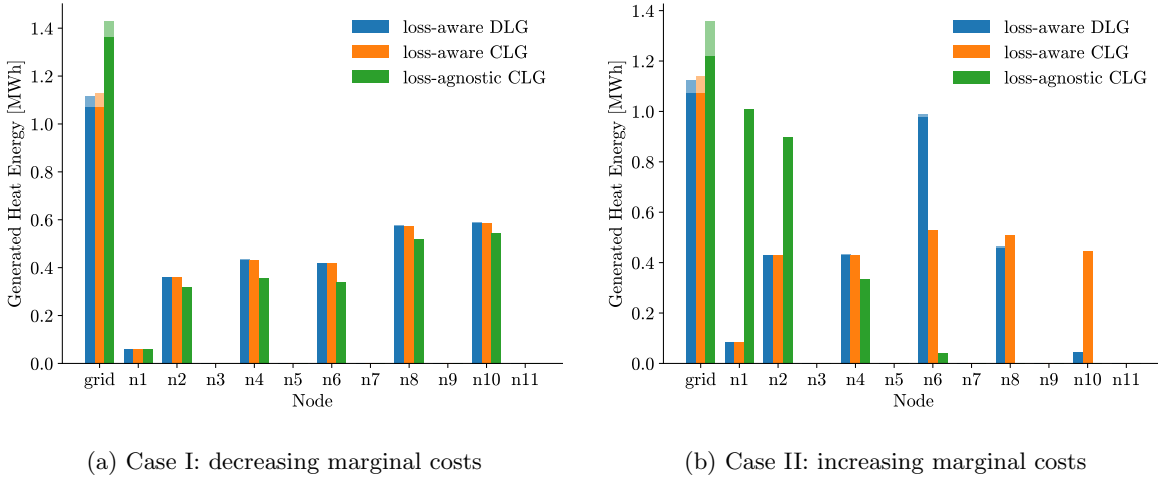 Generated Heat Energy [MWh]
1.4
1.2
1.0
0.8
0.6
0.4
0.2
0.0
loss-aware DLG
loss-aware CLG
loss-agnostic CLG
grid n1 n2 n3 n4 n5 n6 n7 n8 n9 n10 n11
Node
(a) Case I: decreasing marginal costs
Generated Heat Energy [MWh]
1.4
1.2
1.0
0.8
0.6
0.4
0.2
0.0
loss-aware DLG
loss-aware CLG
loss-agnostic CLG
grid n1 n2 n3 n4 n5 n6 n7 n8 n9 n10 n11
Node
(b) Case II: increasing marginal costs